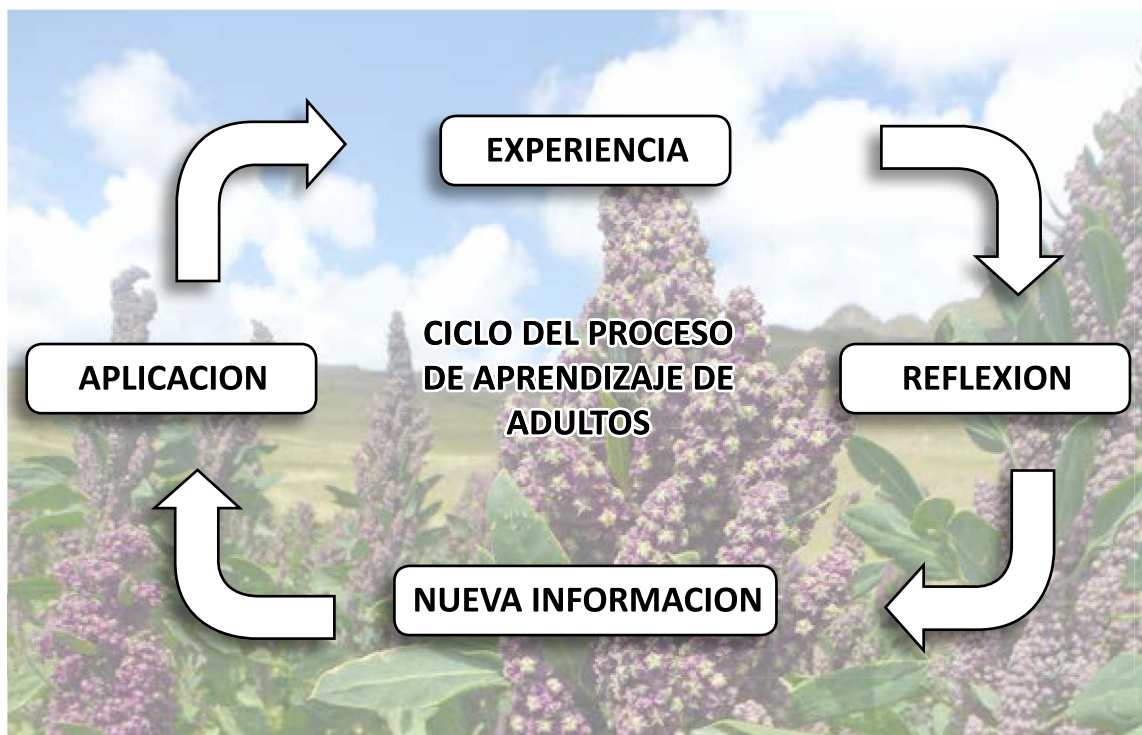 EXPERIENCIA
CICLO DEL PROCESO
DE APRENDIZAJE DE
ADULTOS
APLICACION
REFLEXION
NUEVA INFORMACION